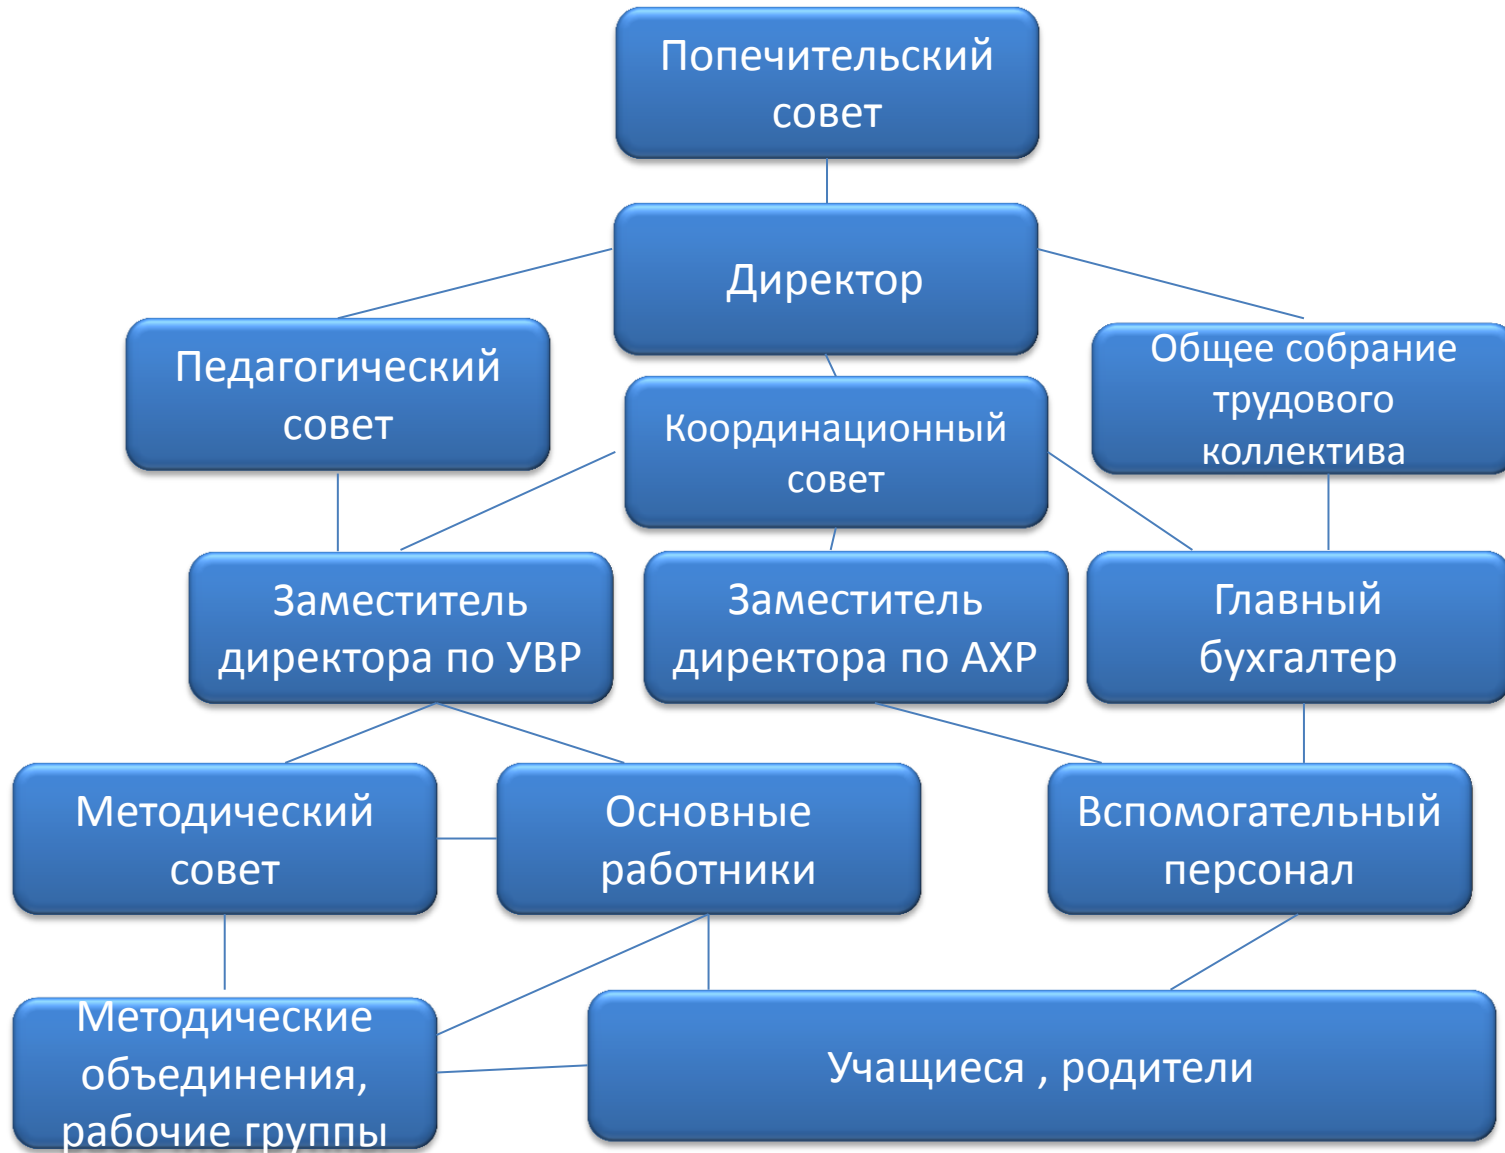 Попечительский
совет
Директор
Педагогический
совет
Координационный
совет
Общее собрание
трудового
коллектива
Заместитель
директора по УВР
Заместитель
директора по АХР
Главный
бухгалтер
Методический
совет
Основные
работники
Вспомогательный
персонал
Методические
объединения,
рабочие группы
Учащиеся , родители